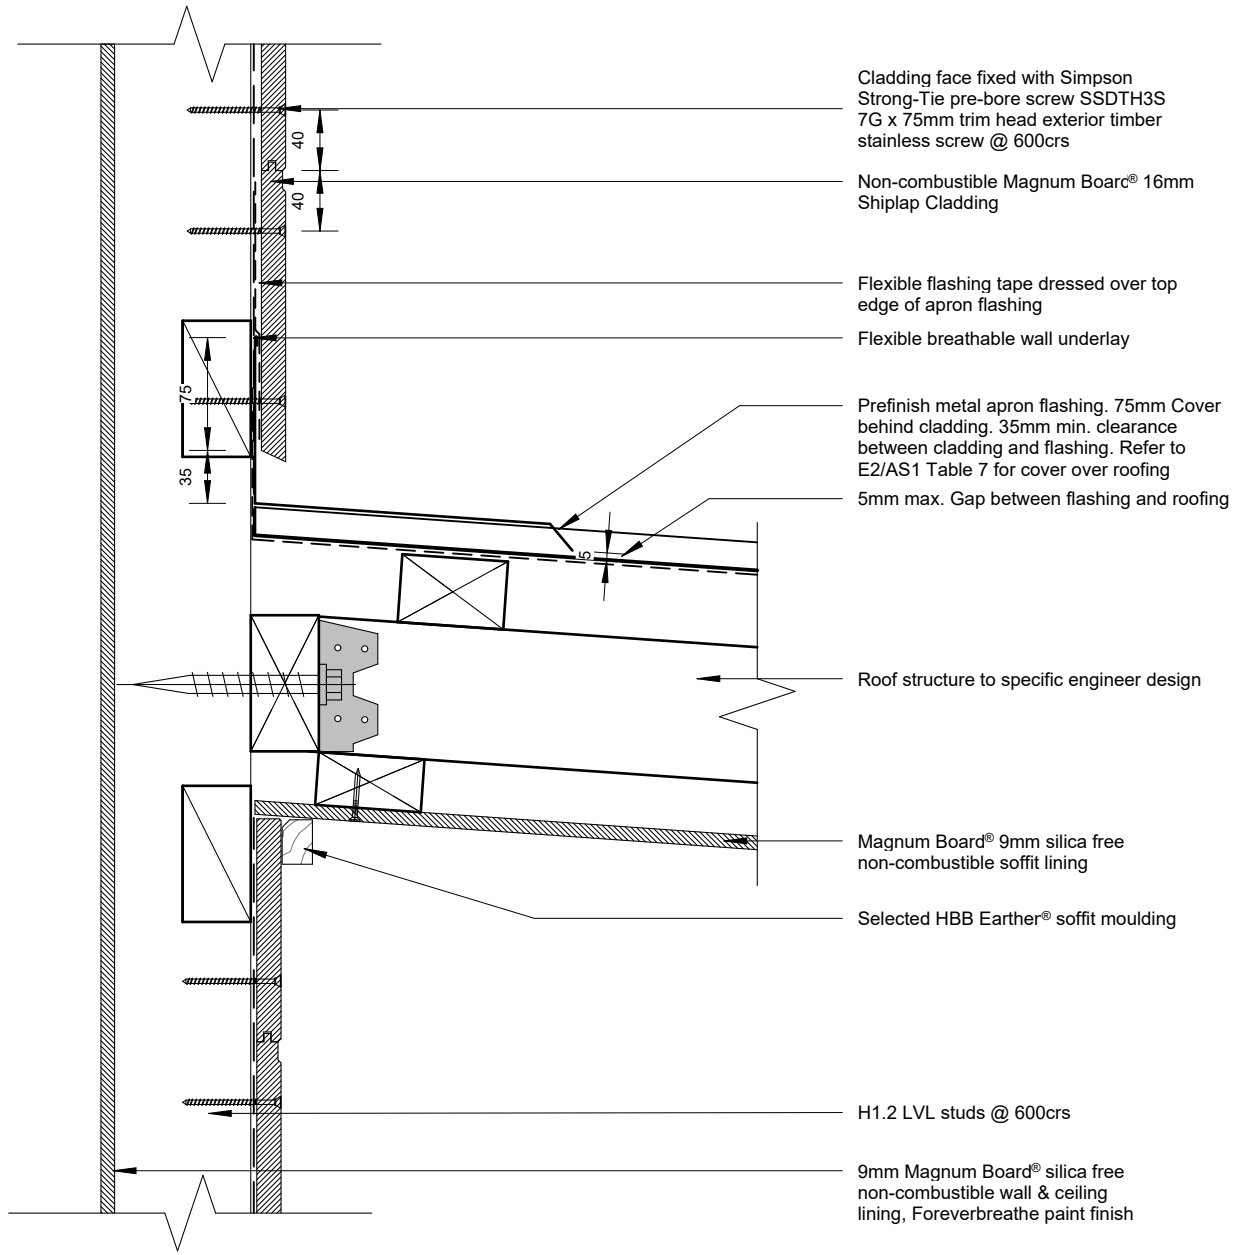 Cladding face fixed with Simpson
Strong-Tie pre-bore screw SSDTH3S
7G x 75mm trim head exterior timber
stainless screw @ 600crs
40
Non-combustible Magnum Board® 16mm
Shiplap Cladding
40
Flexible flashing tape dressed over top
edge of apron flashing
Flexible breathable wall underlay
75
Prefinish metal apron flashing. 75mm Cover
behind cladding. 35mm min. clearance
between cladding and flashing. Refer to
E2/AS1 Table 7 for cover over roofing
35
5mm max. Gap between flashing and roofing
5
Roof structure to specific engineer design
Magnum Board® 9mm silica free
non-combustible soffit lining
Selected HBB Earther® soffit moulding
H1.2 LVL studs @ 600crs
9mm Magnum Board® silica free
non-combustible wall & ceiling
lining, Foreverbreathe paint finish